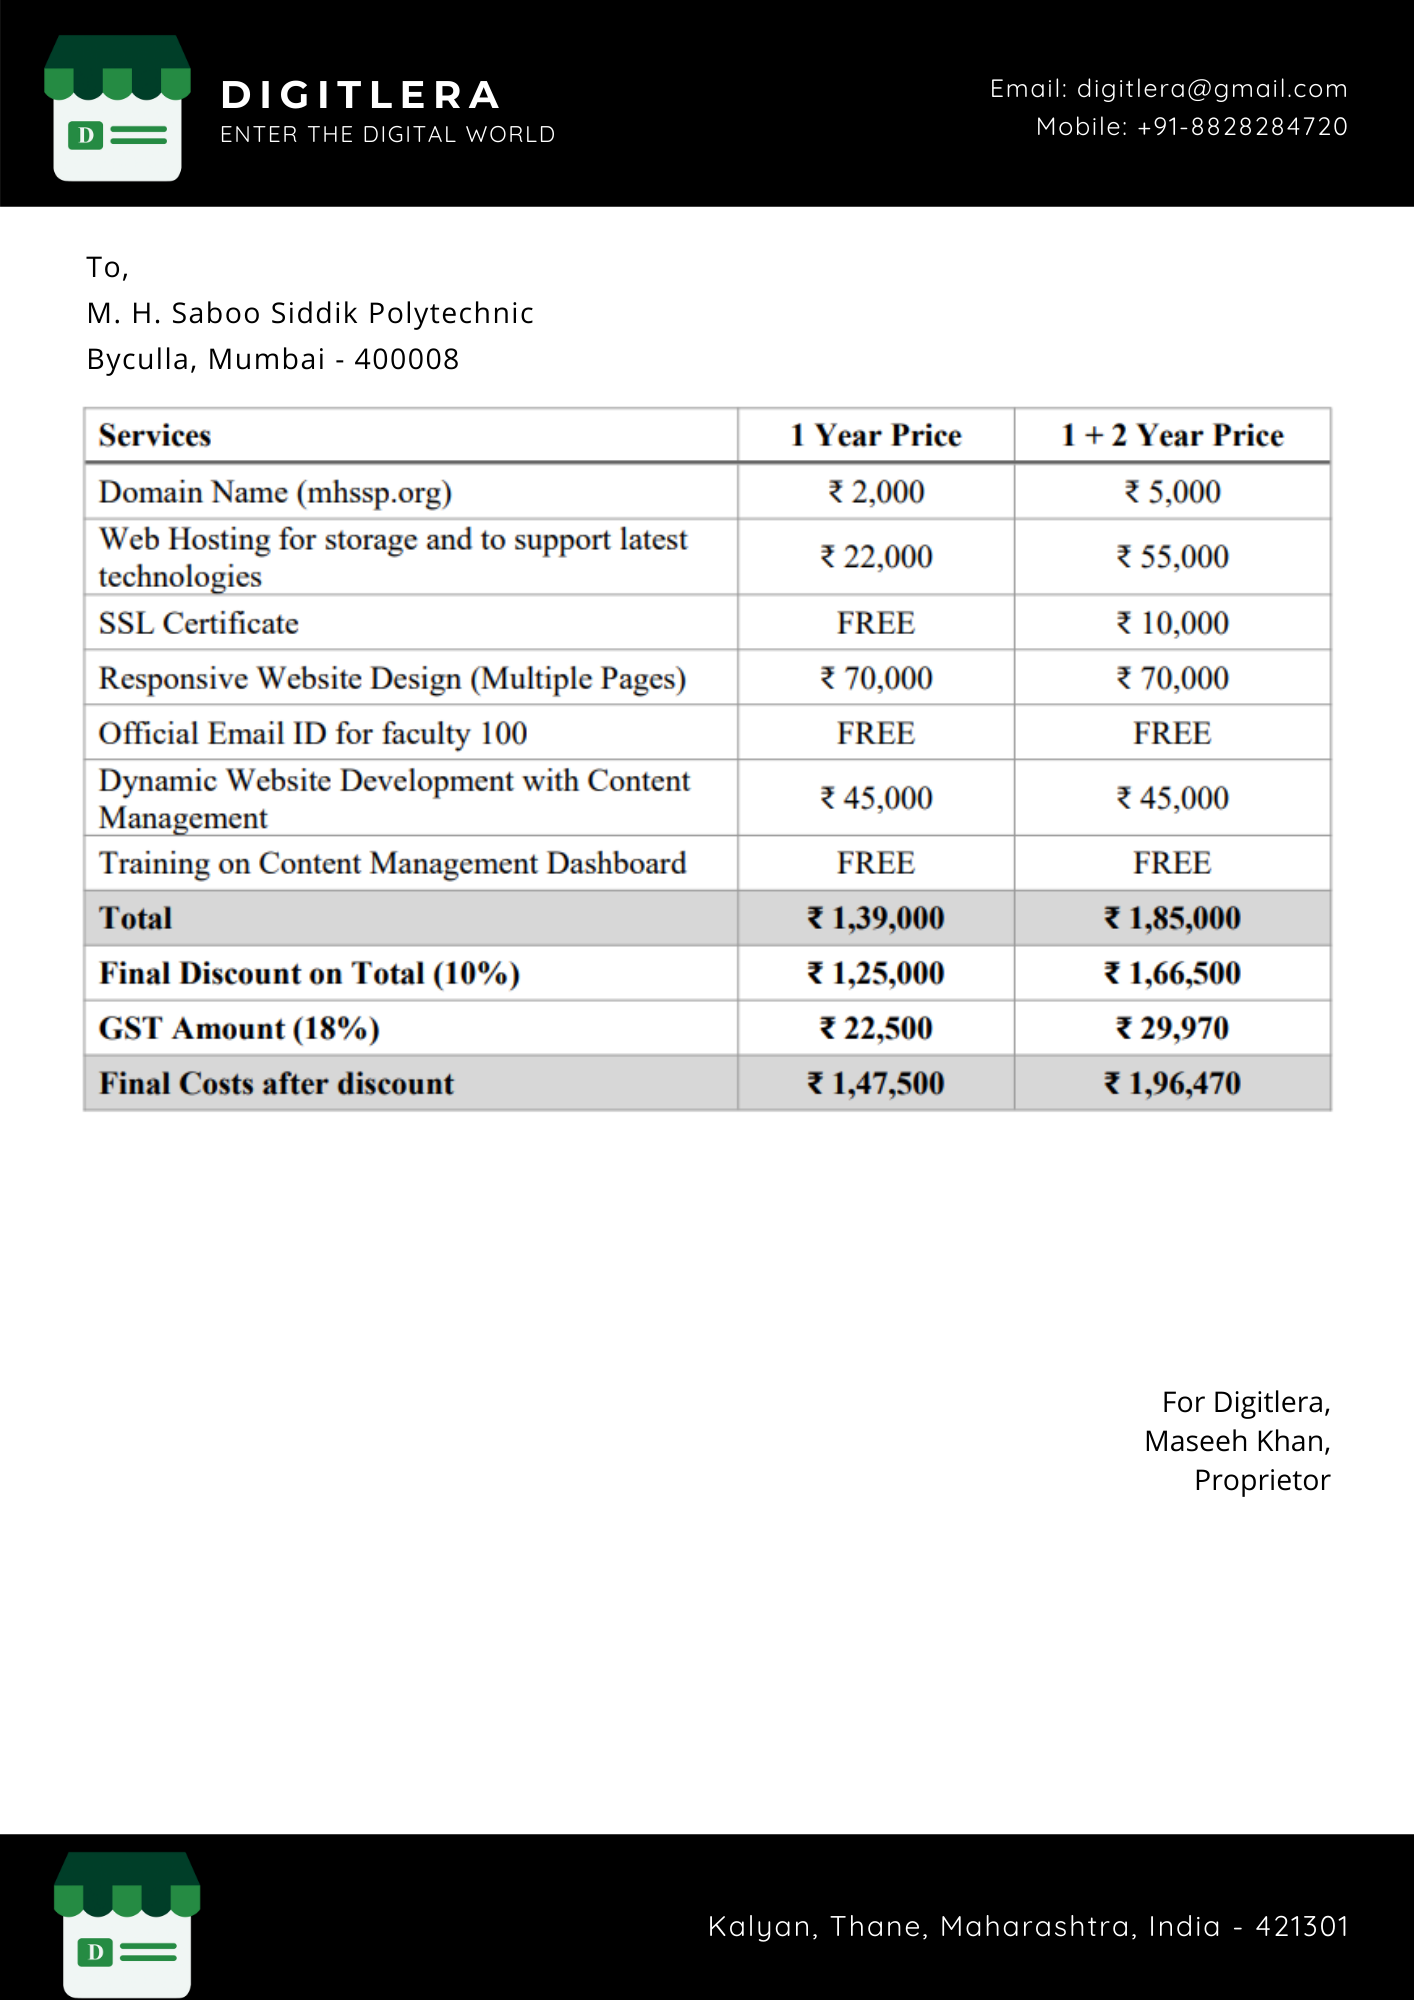 DIGITLERA
ENTER THE DIGITAL WORLD
Email: digitlera@gmail.com
Mobile: +91-8828284720
D
To,
M. H. Saboo Siddik Polytechnic
Byculla, Mumbai - 400008
Services 1 Year Price 1 + 2 Year Price
Domain Name (mhssp.org) ₹ 2,000 ₹ 5,000
Web Hosting for storage and to support latest
technologies ₹ 22,000 ₹ 55,000
SSL Certificate FREE ₹ 10,000
Responsive Website Design (Multiple Pages) ₹ 70,000 ₹ 70,000
Official Email ID for faculty 100 FREE FREE
Dynamic Website Development with Content
Management ₹ 45,000 ₹ 45,000
Training on Content Management Dashboard FREE FREE
Total ₹ 1,39,000 ₹ 1,85,000
Final Discount on Total (10%) ₹ 1,25,000 ₹ 1,66,500
GST Amount (18%) ₹ 22,500 ₹ 29,970
Final Costs after discount ₹ 1,47,500 ₹ 1,96,470
For Digitlera,
Maseeh Khan,
Proprietor
D
Kalyan, Thane, Maharashtra, India - 421301